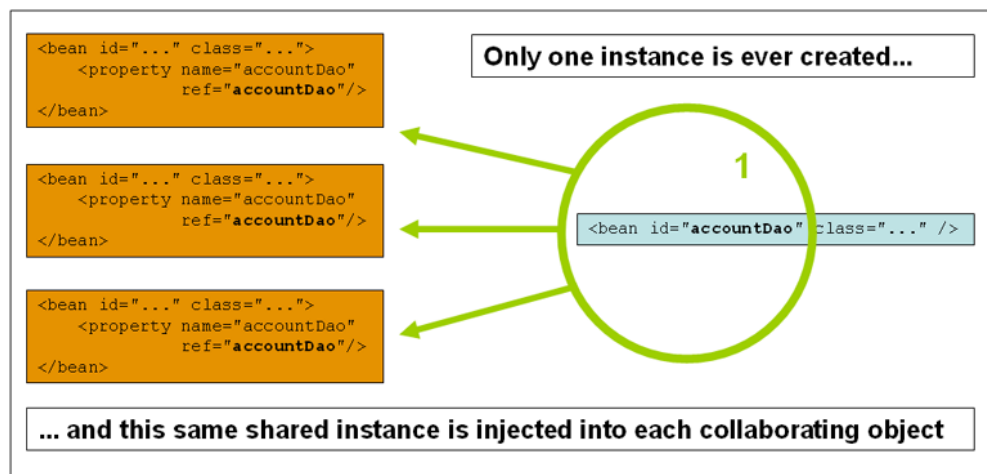 <bean id="..." class="...">
<property name="accountDao"
ref="accountDao"/>
</bean>
Only one instance is ever created...
<bean id="..." class="...">
<property name="accountDao"
ref="accountDao"/>
</bean>
1
<bean id="accountDao" class="..." />
<bean id="..." class="...">
<property name="accountDao"
ref="accountDao"/>
</bean>
... and this same shared instance is injected into each collaborating object